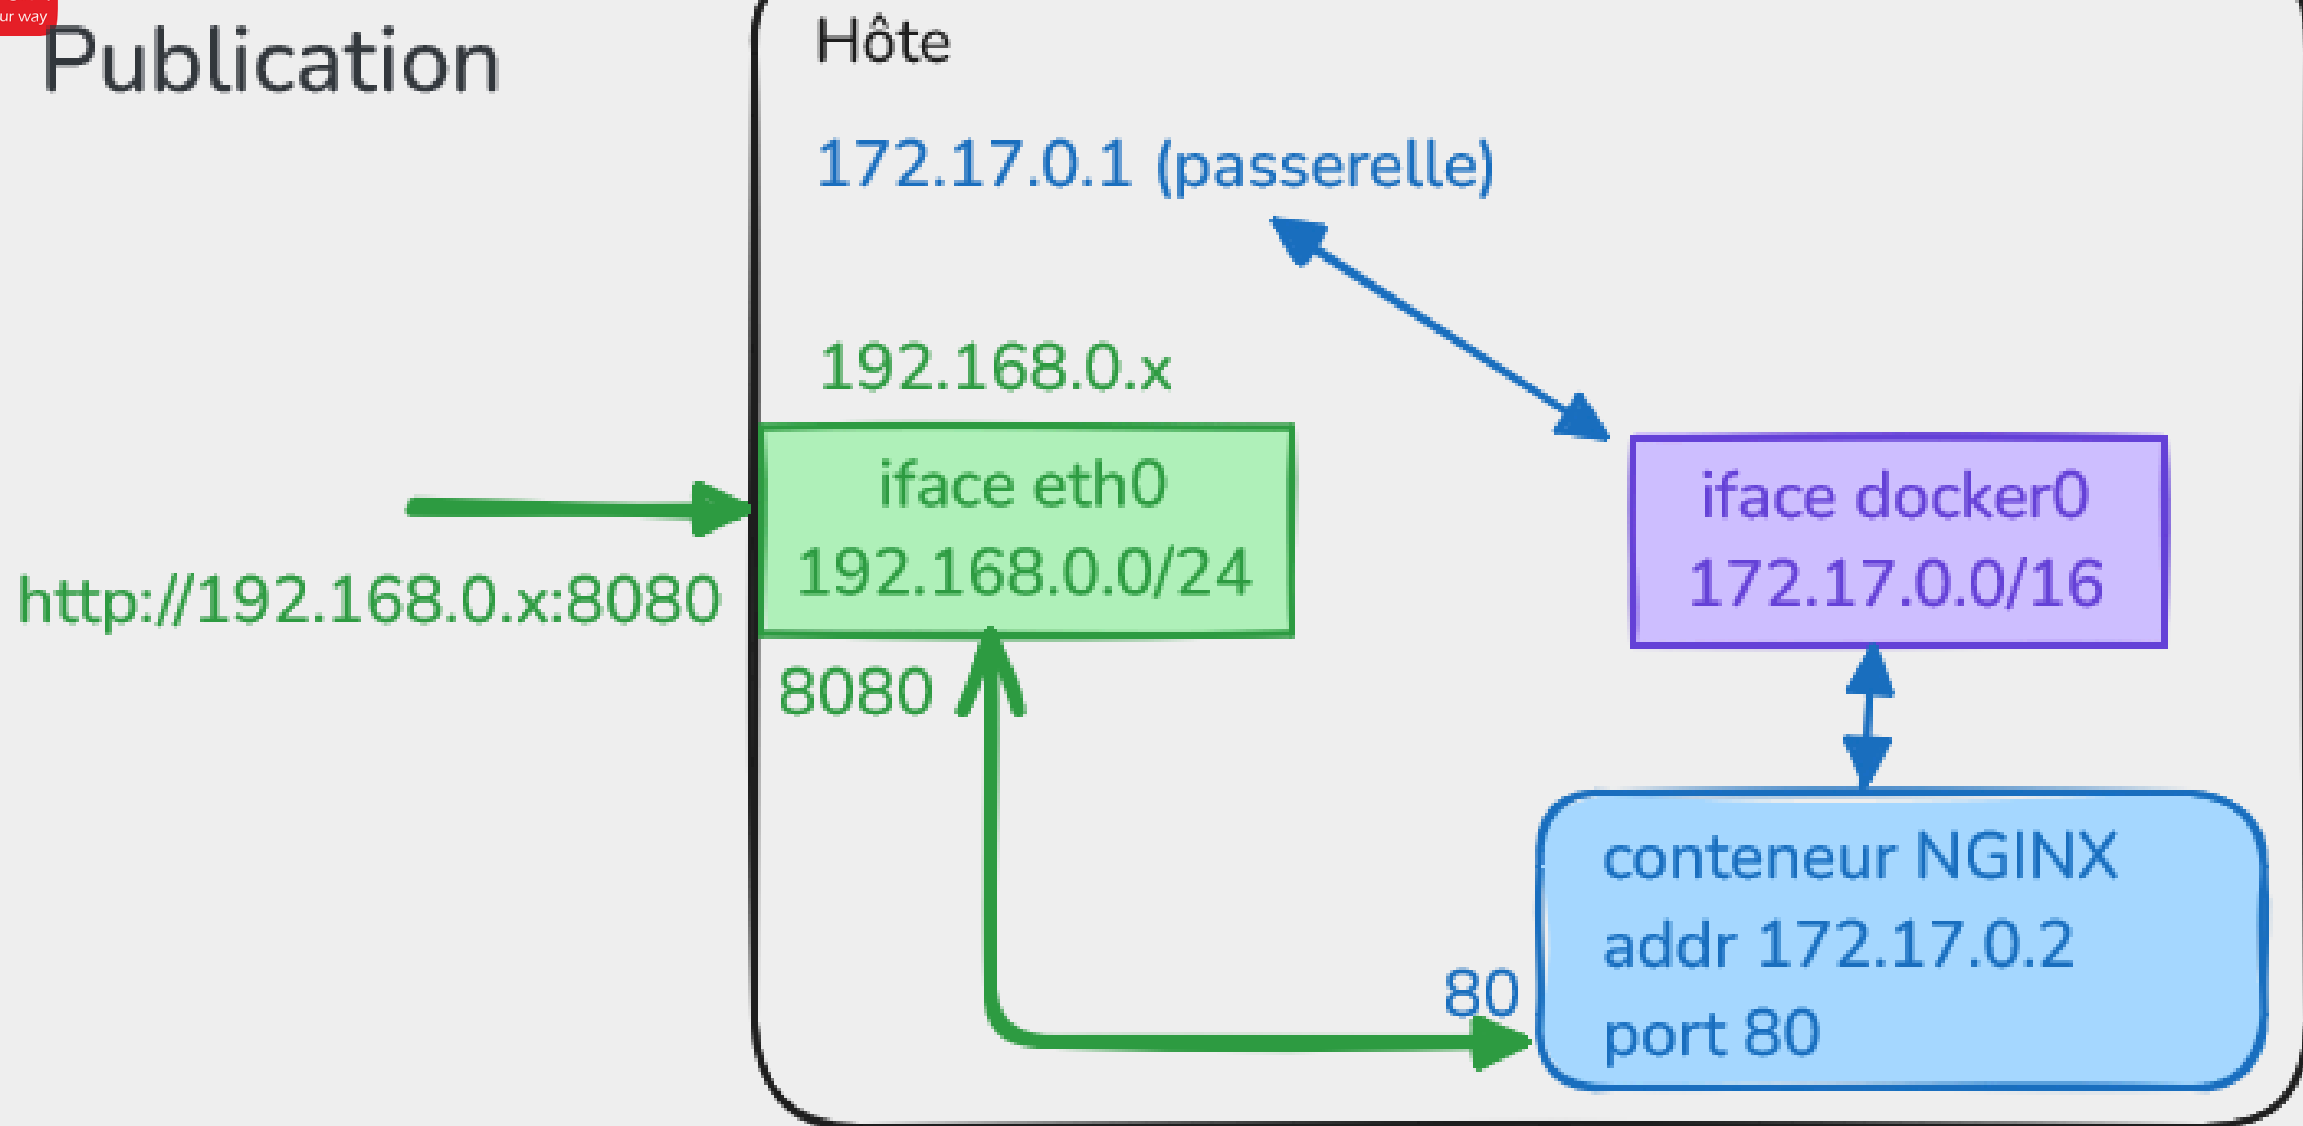 ur way
Publication
Hôte
172.17.0.1 (passerelle)
192.168.0.x
iface eth0
192.168.0.0/24
iface docker0
172.17.0.0/16
http://192.168.0.x:8080
8080
conteneur NGINX
addr 172.17.0.2
port 80
80